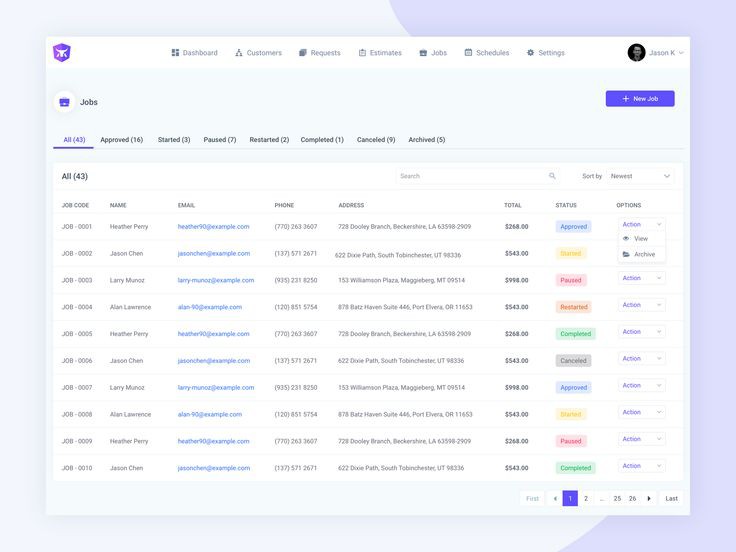 Dashboard Customers Requests Estimates Jobs Schedules Settings Jason K
Jobs
+ New Job
All (43) Approved (16) Started (3) Paused (7) Restarted (2) Completed (1) Canceled (9) Archived (5)
All (43) Search Sort by Newest
JOB CODE NAME EMAIL PHONE ADDRESS TOTAL STATUS OPTIONS
JOB - 0001 Heather Perry heather90@example.com (770) 263 3607 728 Dooley Branch, Beckershire, LA 63598-2909 $268.00 Approved Action
View
JOB - 0002 Jason Chen jasonchen@example.com (137) 571 2671 622 Dixie Path, South Tobinchester, UT 98336 $543.00 Started Archive
JOB - 0003 Larry Munoz larry-munoz@example.com (935) 231 8250 153 Williamson Plaza, Maggieberg, MT 09514 $998.00 Paused Action
JOB - 0004 Alan Lawrence alan-90@example.com (120) 851 5754 878 Batz Haven Suite 446, Port Elvera, OR 11653 $543.00 Restarted Action
JOB - 0005 Heather Perry heather90@example.com (770) 263 3607 728 Dooley Branch, Beckershire, LA 63598-2909 $268.00 Completed Action
JOB - 0006 Jason Chen jasonchen@example.com (137) 571 2671 622 Dixie Path, South Tobinchester, UT 98336 $543.00 Canceled Action
JOB - 0007 Larry Munoz larry-munoz@example.com (935) 231 8250 153 Williamson Plaza, Maggieberg, MT 09514 $998.00 Approved Action
JOB - 0008 Alan Lawrence alan-90@example.com (120) 851 5754 878 Batz Haven Suite 446, Port Elvera, OR 11653 $543.00 Started Action
JOB - 0009 Heather Perry heather90@example.com (770) 263 3607 728 Dooley Branch, Beckershire, LA 63598-2909 $268.00 Paused Action
JOB - 0010 Jason Chen jasonchen@example.com (137) 571 2671 622 Dixie Path, South Tobinchester, UT 98336 $543.00 Completed Action
First 1 2 ... 25 26 Last